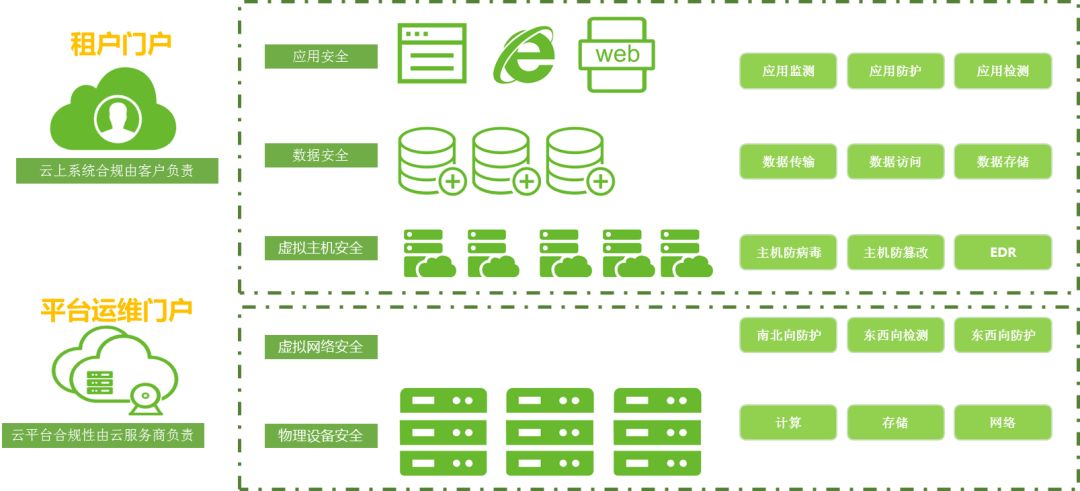 租户门户
云上系统合规由客户负责
应用安全
web
应用监测
应用防护
应用检测
数据安全
数据传输
数据访问
数据存储
虚拟主机安全
主机防病毒
主机防篡改
EDR
平台运维门户
云平台合规性由云服务商负责
虚拟网络安全
南北向防护
东西向检测
东西向防护
物理设备安全
计算
存储
网络